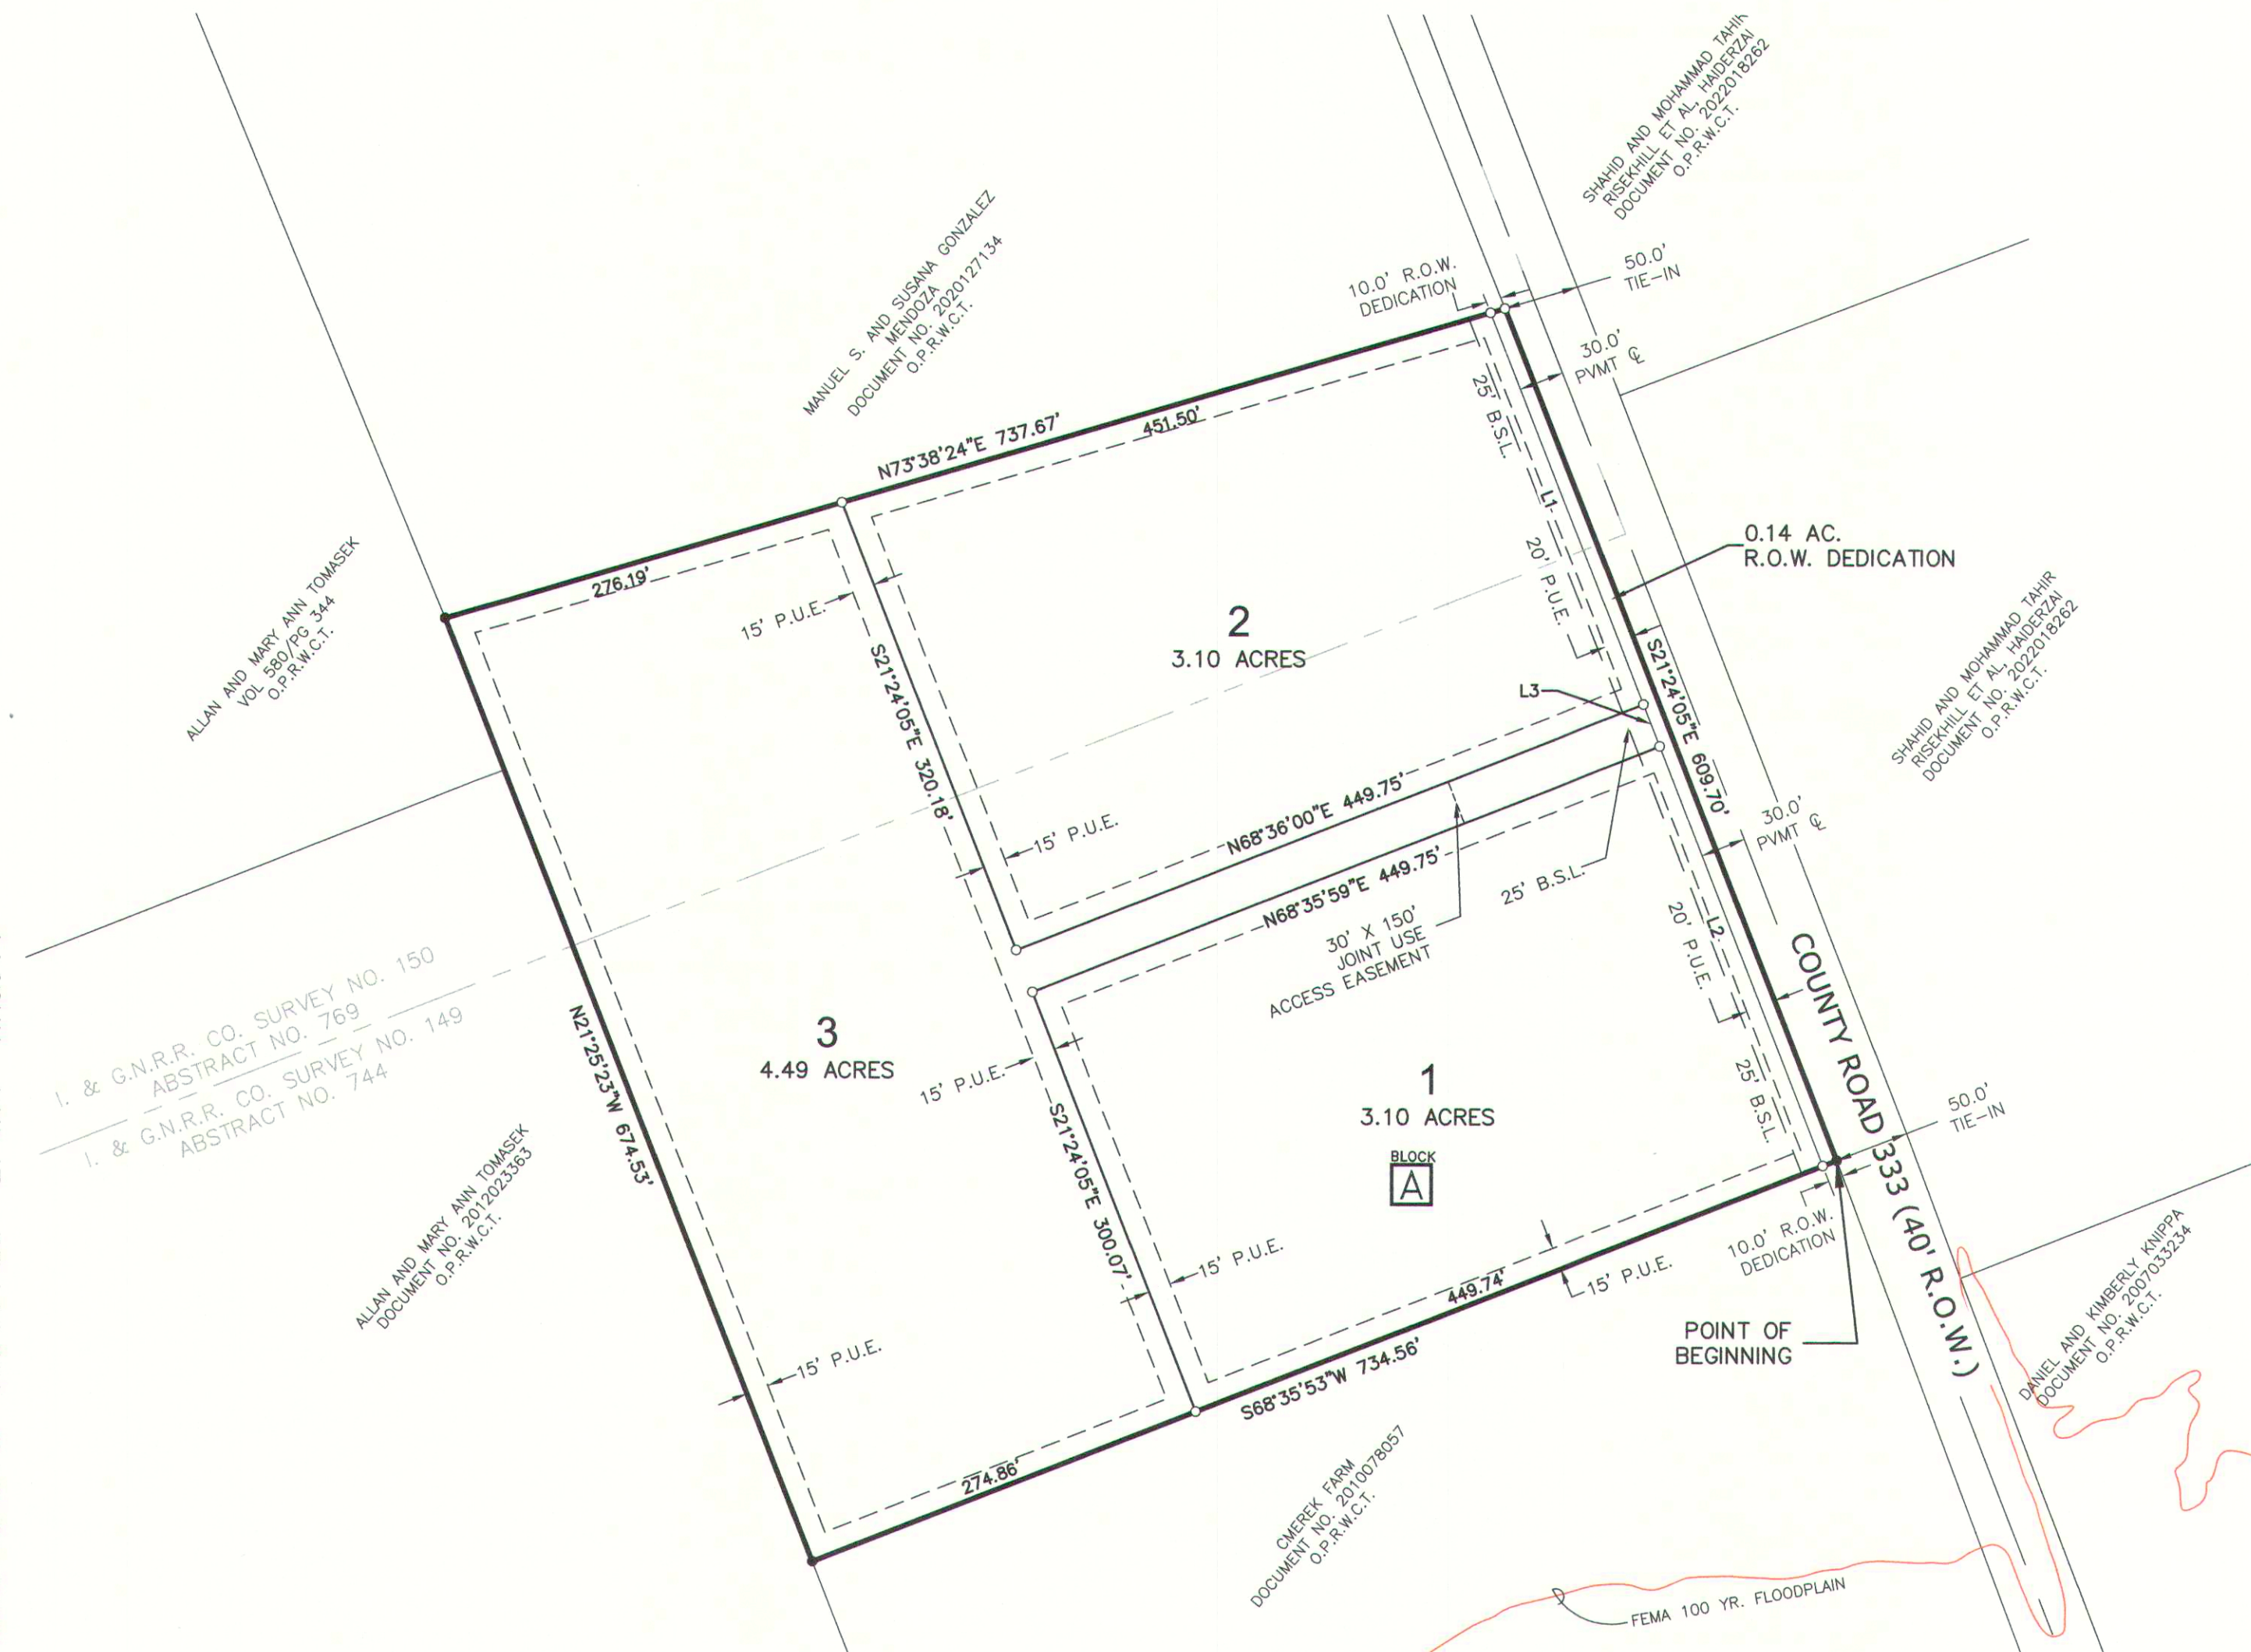 SHAHID AND MOHAMMAD TAHIR
RISEKHILL ET AL, HAIDERZAI
DOCUMENT NO. 2022018262
O.P.R.W.C.T.
MANUEL S. AND SUSANA GONZALEZ
MENDOZA
DOCUMENT NO. 2020127134
O.P.R.W.C.T.
10.0' R.O.W.
DEDICATION
50.0'
TIE-IN
30.0'
PVMT ℄
25' B.S.L.
N73°38'24"E 737.67'
451.50'
L1
20' P.U.E.
0.14 AC.
R.O.W. DEDICATION
ALLAN AND MARY ANN TOMASEK
VOL 580/PG 344
O.P.R.W.C.T.
276.19'
15' P.U.E.
2
3.10 ACRES
S21°24'05"E 320.18'
L3
S21°24'05"E 609.70'
SHAHID AND MOHAMMAD TAHIR
RISEKHILL ET AL, HAIDERZAI
DOCUMENT NO. 2022018262
O.P.R.W.C.T.
15' P.U.E.
N68°36'00"E 449.75'
N68°35'59"E 449.75'
25' B.S.L.
30.0'
PVMT ℄
30' X 150'
JOINT USE
ACCESS EASEMENT
20' P.U.E.
L2
COUNTY ROAD 333 (40' R.O.W.)
I. & G.N.R.R. CO. SURVEY NO. 150
ABSTRACT NO. 769
I. & G.N.R.R. CO. SURVEY NO. 149
ABSTRACT NO. 744
N21°25'23"W 674.53'
3
4.49 ACRES
15' P.U.E.
S21°24'05"E 300.07'
1
3.10 ACRES
BLOCK
A
25' B.S.L.
50.0'
TIE-IN
ALLAN AND MARY ANN TOMASEK
DOCUMENT NO. 2012023363
O.P.R.W.C.T.
15' P.U.E.
15' P.U.E.
449.74'
15' P.U.E.
10.0' R.O.W.
DEDICATION
POINT OF
BEGINNING
S68°35'53"W 734.56'
274.86'
DANIEL AND KIMBERLY KNIPPA
DOCUMENT NO. 2007033234
O.P.R.W.C.T.
CMEREK FARM
DOCUMENT NO. 2010078057
O.P.R.W.C.T.
FEMA 100 YR. FLOODPLAIN